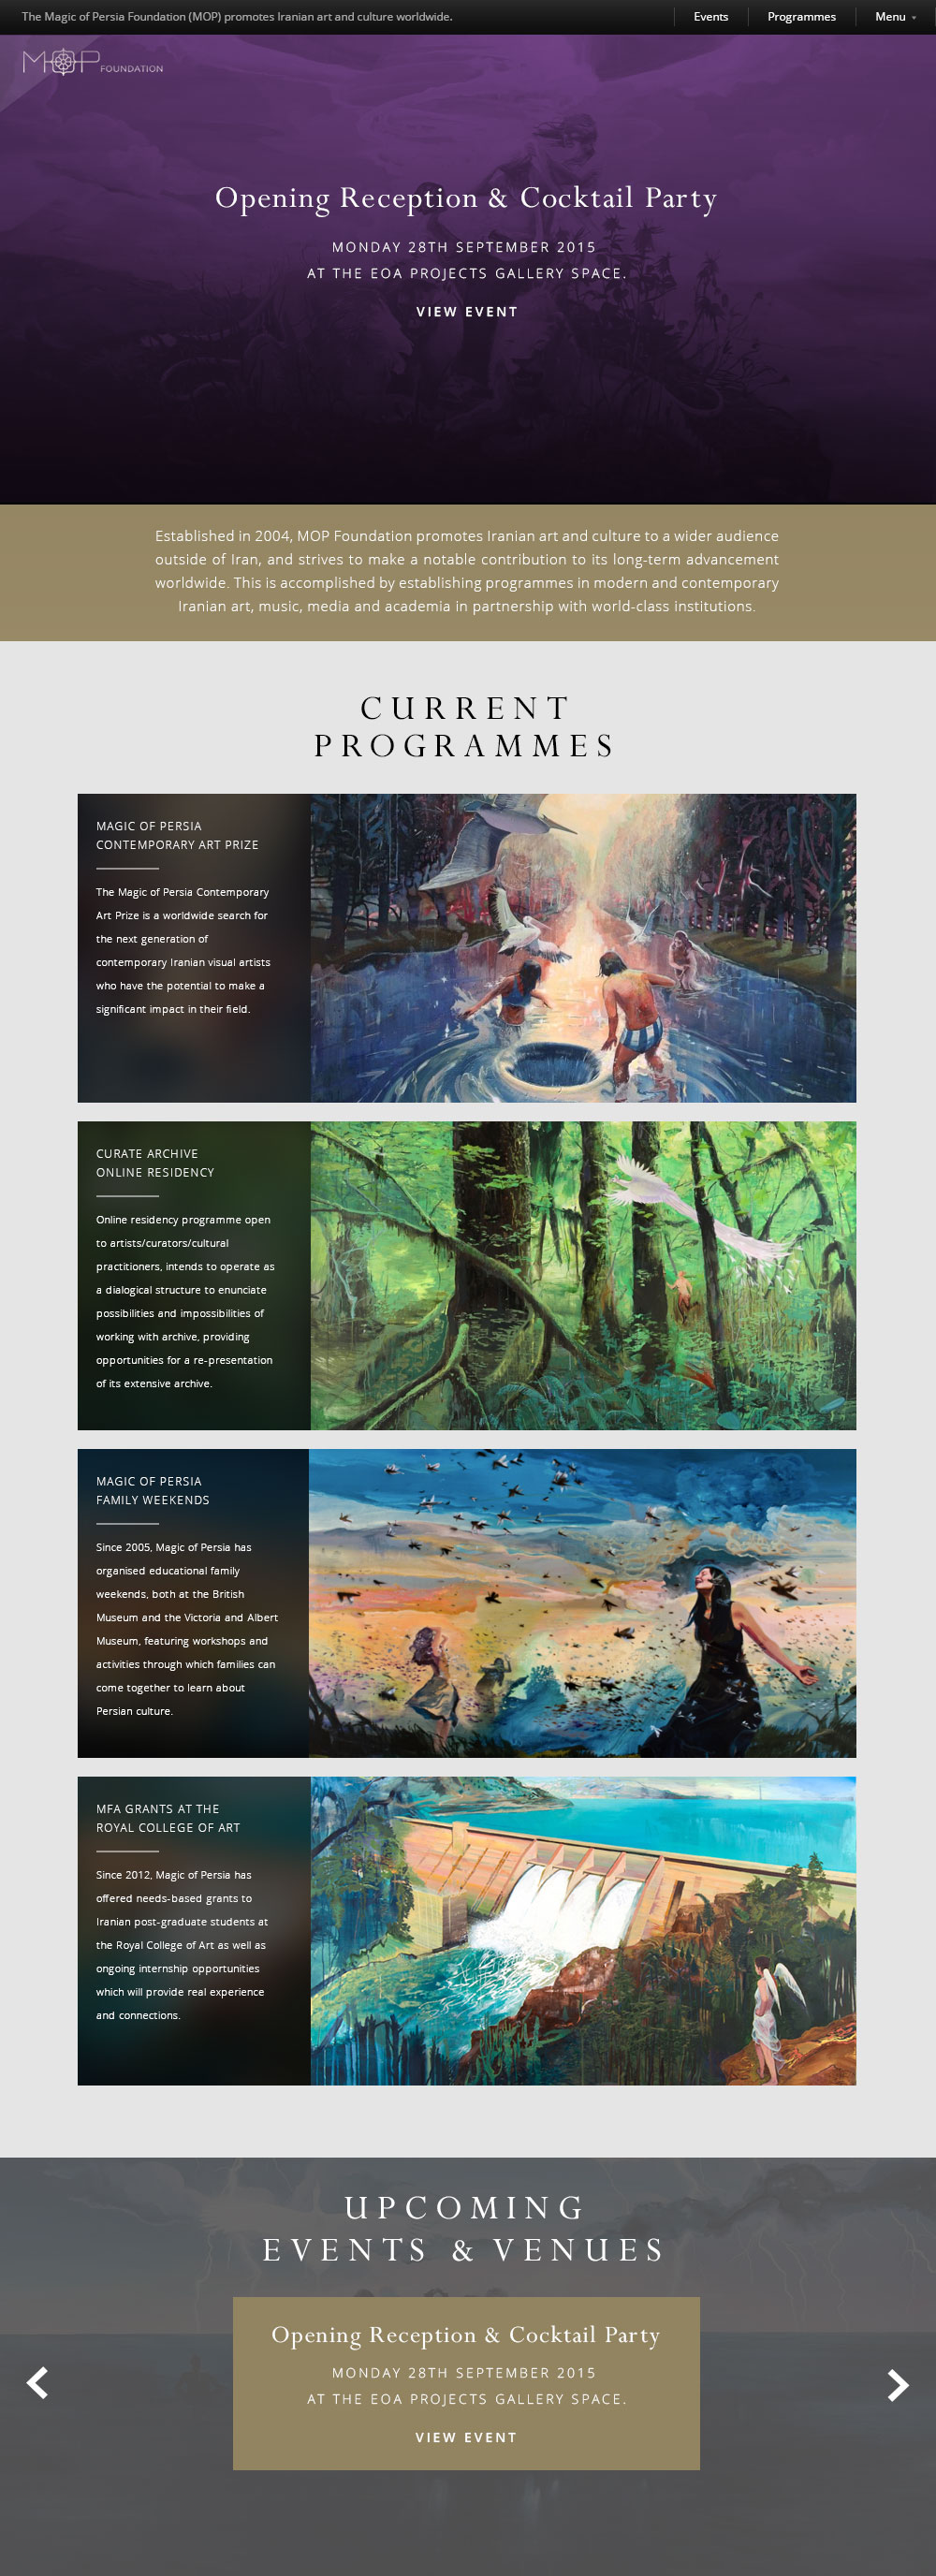 The Magic of Persia Foundation (MOP) promotes Iranian art and culture worldwide.
Events
Programmes
Menu
MOP FOUNDATION
Opening Reception & Cocktail Party
MONDAY 28TH SEPTEMBER 2015
AT THE EOA PROJECTS GALLERY SPACE.
VIEW EVENT
Established in 2004, MOP Foundation promotes Iranian art and culture to a wider audience
outside of Iran, and strives to make a notable contribution to its long-term advancement
worldwide. This is accomplished by establishing programmes in modern and contemporary
Iranian art, music, media and academia in partnership with world-class institutions.
CURRENT
PROGRAMMES
MAGIC OF PERSIA
CONTEMPORARY ART PRIZE
The Magic of Persia Contemporary
Art Prize is a worldwide search for
the next generation of
contemporary Iranian visual artists
who have the potential to make a
significant impact in their field.
CURATE ARCHIVE
ONLINE RESIDENCY
Online residency programme open
to artists/curators/cultural
practitioners, intends to operate as
a dialogical structure to enunciate
possibilities and impossibilities of
working with archive, providing
opportunities for a re-presentation
of its extensive archive.
MAGIC OF PERSIA
FAMILY WEEKENDS
Since 2005, Magic of Persia has
organised educational family
weekends, both at the British
Museum and the Victoria and Albert
Museum, featuring workshops and
activities through which families can
come together to learn about
Persian culture.
MFA GRANTS AT THE
ROYAL COLLEGE OF ART
Since 2012, Magic of Persia has
offered needs-based grants to
Iranian post-graduate students at
the Royal College of Art as well as
ongoing internship opportunities
which will provide real experience
and connections.
UPCOMING
EVENTS & VENUES
Opening Reception & Cocktail Party
MONDAY 28TH SEPTEMBER 2015
AT THE EOA PROJECTS GALLERY SPACE.
VIEW EVENT